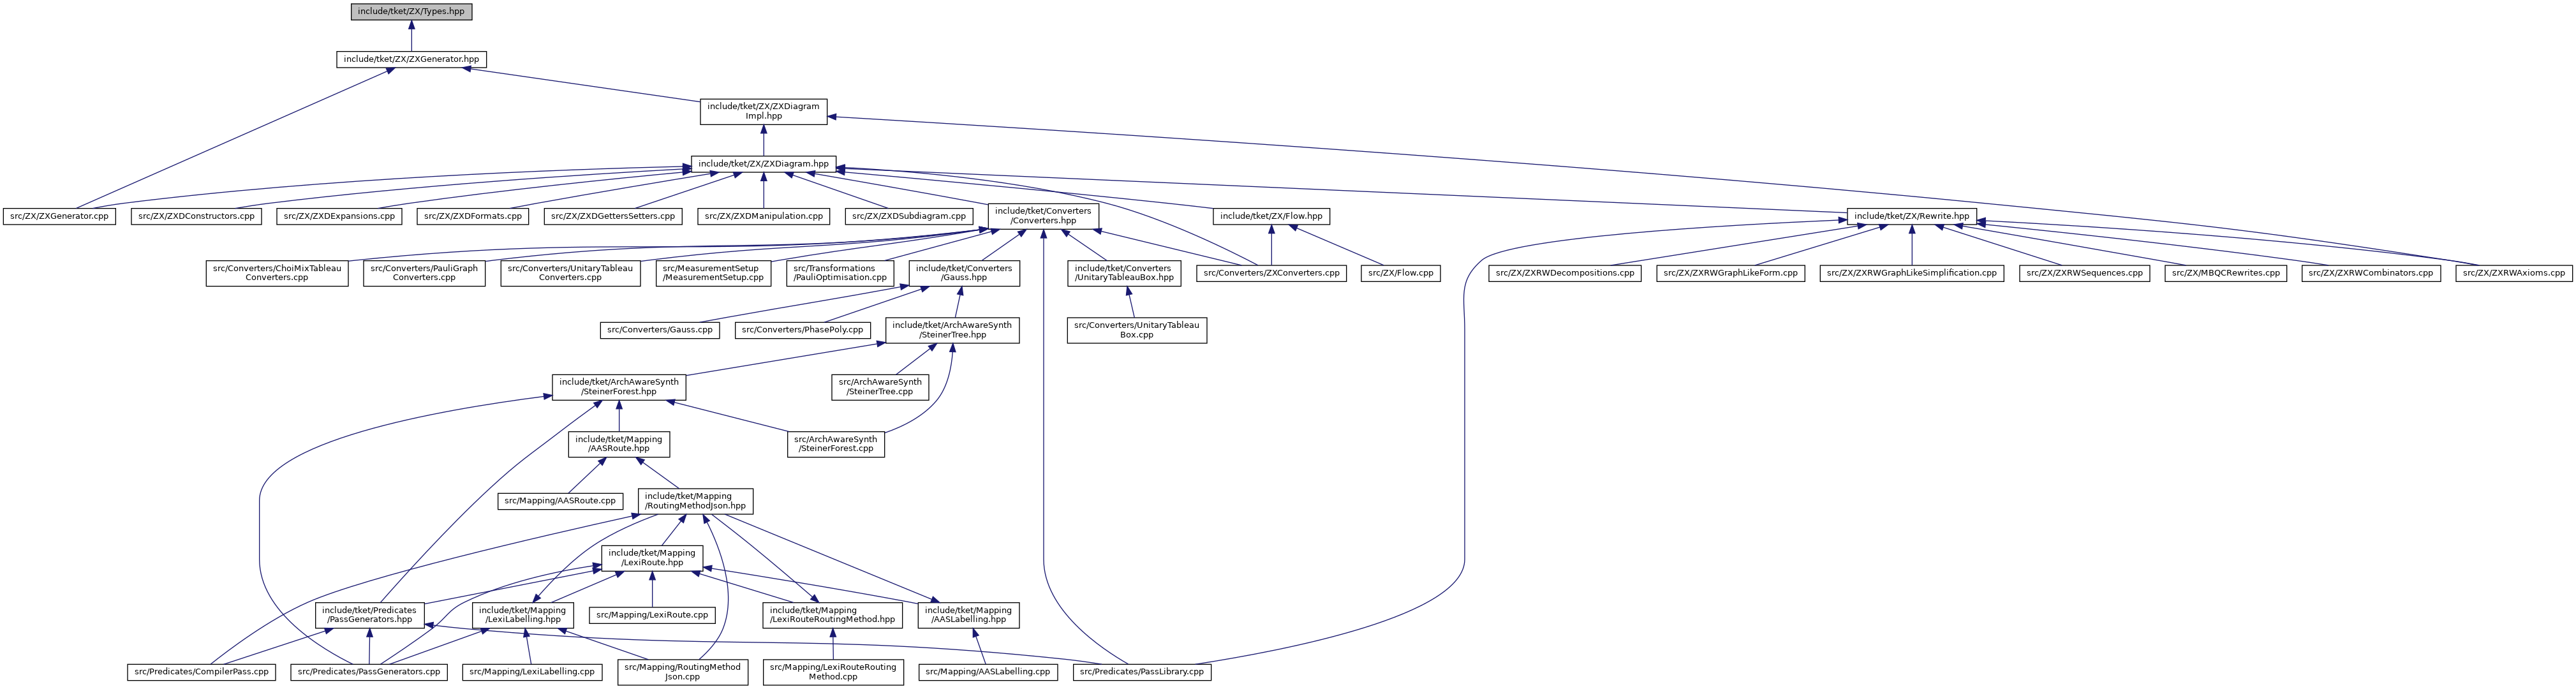 include/tket/ZX/Types.hpp
include/tket/ZX/ZXGenerator.hpp
include/tket/ZX/ZXDiagram
Impl.hpp
include/tket/ZX/ZXDiagram.hpp
src/ZX/ZXGenerator.cpp
src/ZX/ZXDConstructors.cpp
src/ZX/ZXDExpansions.cpp
src/ZX/ZXDFormats.cpp
src/ZX/ZXDGettersSetters.cpp
src/ZX/ZXDManipulation.cpp
src/ZX/ZXDSubdiagram.cpp
include/tket/Converters
/Converters.hpp
include/tket/ZX/Flow.hpp
include/tket/ZX/Rewrite.hpp
src/Converters/ChoiMixTableau
Converters.cpp
src/Converters/PauliGraph
Converters.cpp
src/Converters/UnitaryTableau
Converters.cpp
src/MeasurementSetup
/MeasurementSetup.cpp
src/Transformations
/PauliOptimisation.cpp
include/tket/Converters
/Gauss.hpp
include/tket/Converters
/UnitaryTableauBox.hpp
src/Converters/ZXConverters.cpp
src/ZX/Flow.cpp
src/ZX/ZXRWDecompositions.cpp
src/ZX/ZXRWGraphLikeForm.cpp
src/ZX/ZXRWGraphLikeSimplification.cpp
src/ZX/ZXRWSequences.cpp
src/ZX/MBQCRewrites.cpp
src/ZX/ZXRWCombinators.cpp
src/ZX/ZXRWAxioms.cpp
src/Converters/Gauss.cpp
src/Converters/PhasePoly.cpp
include/tket/ArchAwareSynth
/SteinerTree.hpp
src/Converters/UnitaryTableau
Box.cpp
include/tket/ArchAwareSynth
/SteinerForest.hpp
src/ArchAwareSynth
/SteinerTree.cpp
include/tket/Mapping
/AASRoute.hpp
src/ArchAwareSynth
/SteinerForest.cpp
src/Mapping/AASRoute.cpp
include/tket/Mapping
/RoutingMethodJson.hpp
include/tket/Mapping
/LexiRoute.hpp
include/tket/Predicates
/PassGenerators.hpp
include/tket/Mapping
/LexiLabelling.hpp
src/Mapping/LexiRoute.cpp
include/tket/Mapping
/LexiRouteRoutingMethod.hpp
include/tket/Mapping
/AASLabelling.hpp
src/Predicates/CompilerPass.cpp
src/Predicates/PassGenerators.cpp
src/Mapping/LexiLabelling.cpp
src/Mapping/RoutingMethod
Json.cpp
src/Mapping/LexiRouteRouting
Method.cpp
src/Mapping/AASLabelling.cpp
src/Predicates/PassLibrary.cpp